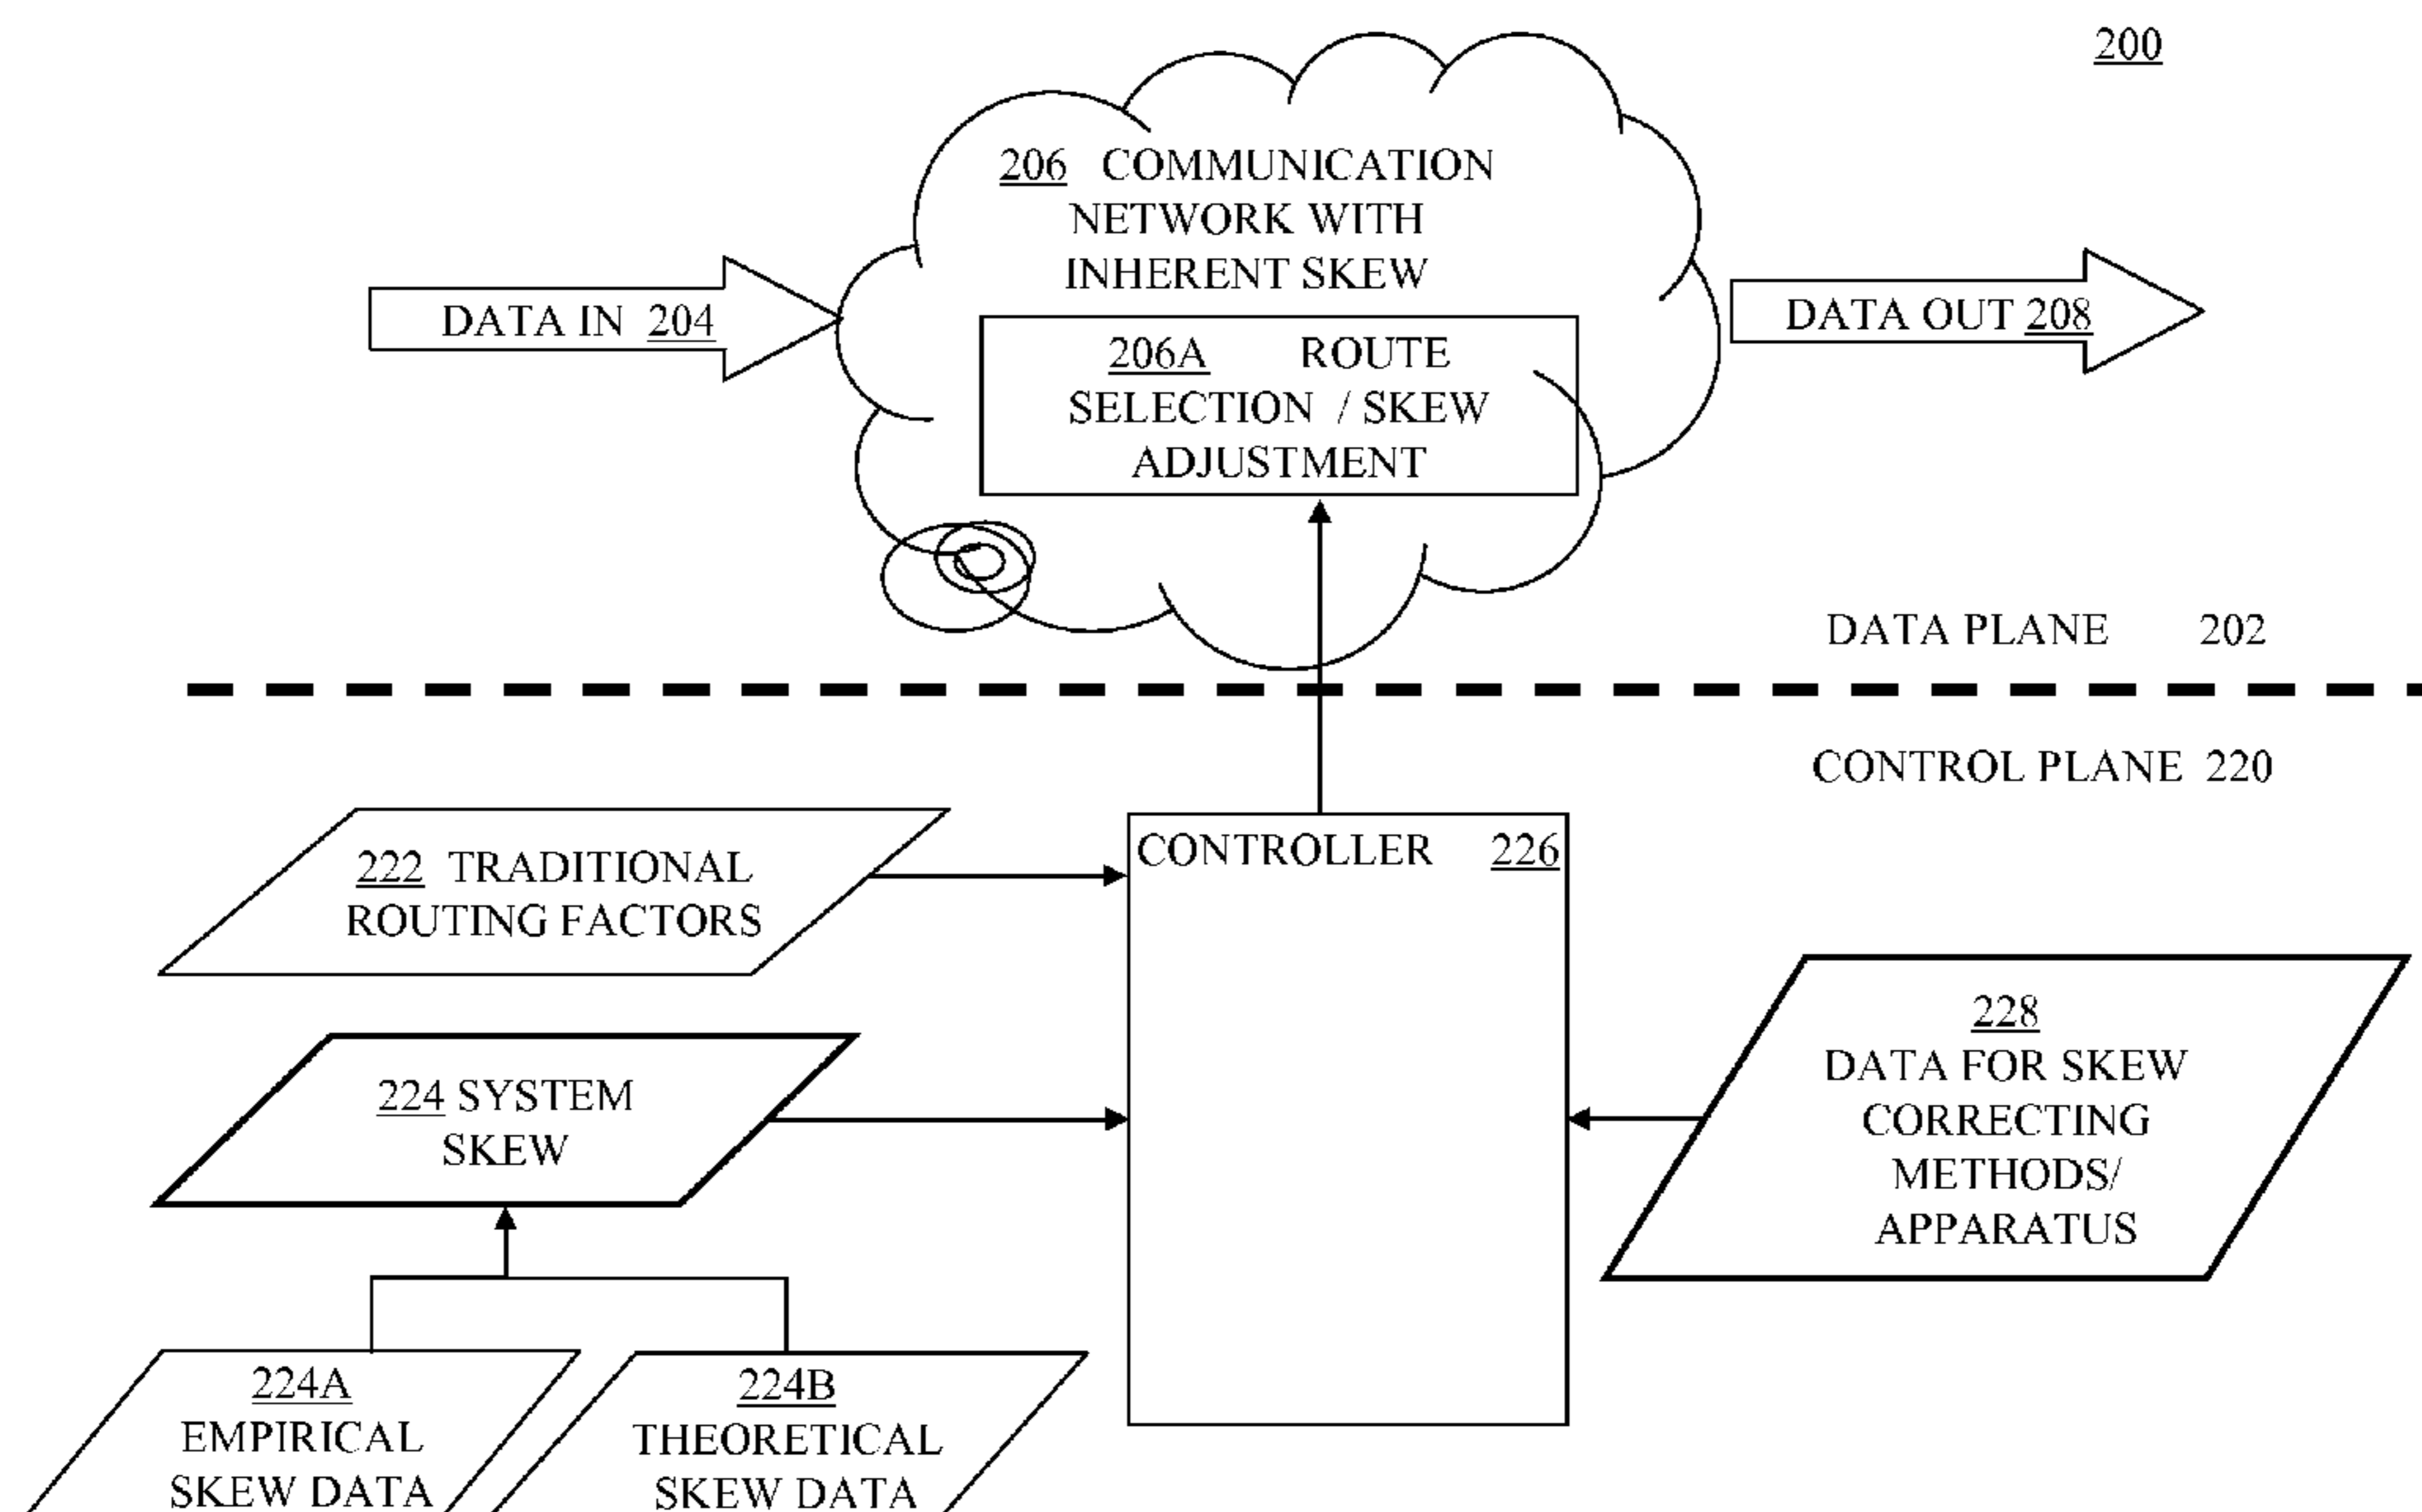 200
206 COMMUNICATION
NETWORK WITH
INHERENT SKEW
DATA IN 204
DATA OUT 208
206A ROUTE
SELECTION / SKEW
ADJUSTMENT
DATA PLANE 202
CONTROL PLANE 220
222 TRADITIONAL
ROUTING FACTORS
CONTROLLER 226
224 SYSTEM
SKEW
228
DATA FOR SKEW
CORRECTING
METHODS/
APPARATUS
224A
EMPIRICAL
SKEW DATA
224B
THEORETICAL
SKEW DATA